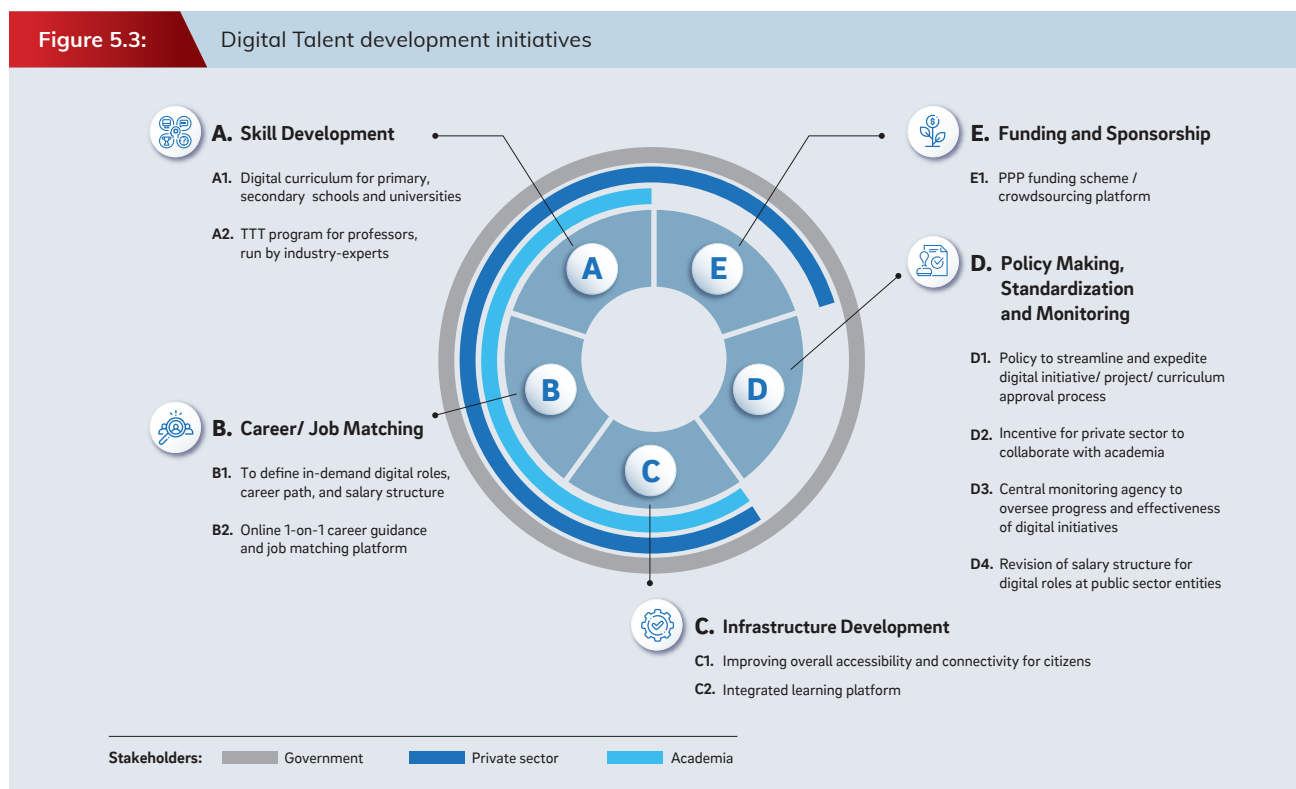 Figure 5.3:
Digital Talent development initiatives
A. Skill Development
A1. Digital curriculum for primary,
secondary schools and universities
A2. TTT program for professors,
run by industry-experts
B. Career/ Job Matching
B1. To define in-demand digital roles,
career path, and salary structure
B2. Online 1-on-1 career guidance
and job matching platform
A
E
B
D
C
E. Funding and Sponsorship
E1. PPP funding scheme /
crowdsourcing platform
D. Policy Making,
Standardization
and Monitoring
D1. Policy to streamline and expedite
digital initiative/ project/ curriculum
approval process
D2. Incentive for private sector to
collaborate with academia
D3. Central monitoring agency to
oversee progress and effectiveness
of digital initiatives
D4. Revision of salary structure for
digital roles at public sector entities
C. Infrastructure Development
C1. Improving overall accessibility and connectivity for citizens
C2. Integrated learning platform
Stakeholders:
Government
Private sector
Academia